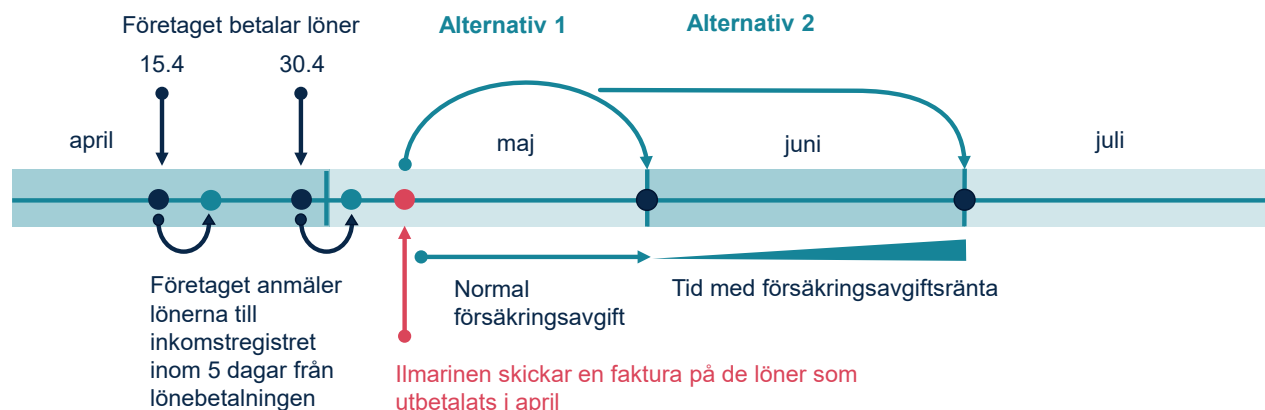 Företaget betalar löner
Alternativ 1
Alternativ 2
15.4
30.4
april
maj
juni
juli
Företaget anmäler
lönerna till
inkomstregistret
inom 5 dagar från
lönebetalningen
Normal
försäkringsavgift
Tid med försäkringsavgiftsränta
Ilmarinen skickar en faktura på de löner som
utbetalats i april